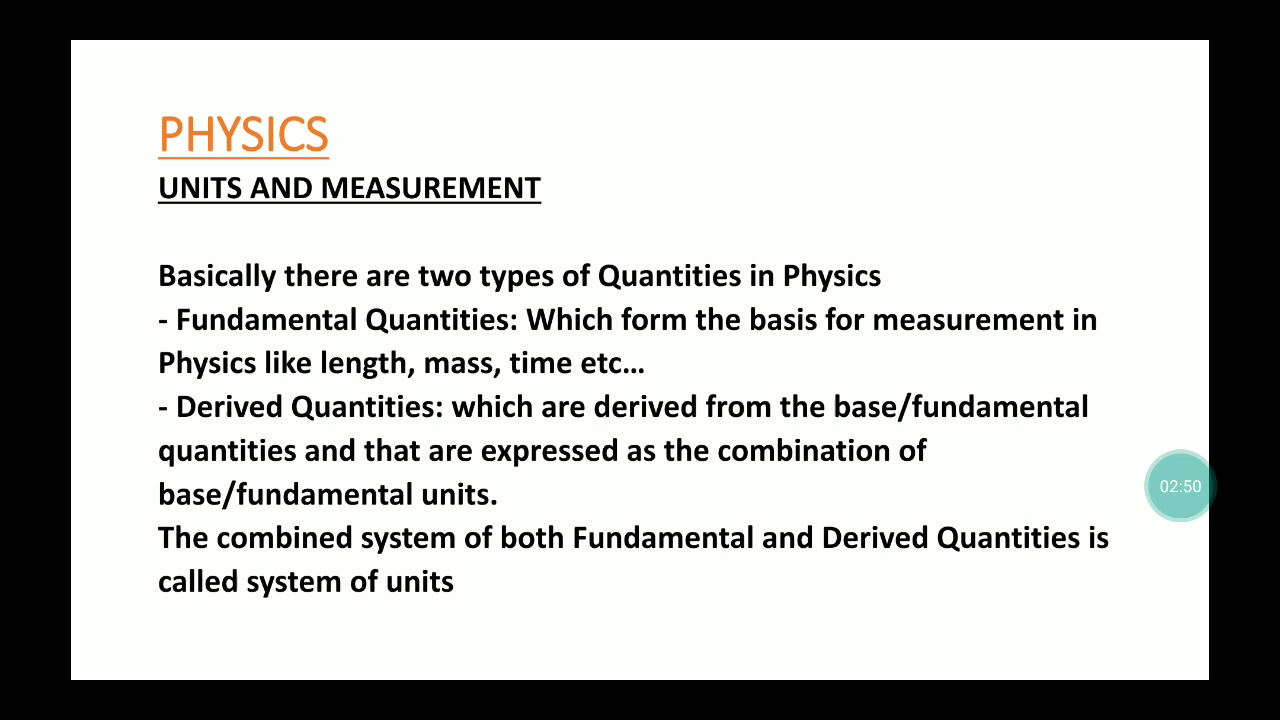 PHYSICS
UNITS AND MEASUREMENT
Basically there are two types of Quantities in Physics
- Fundamental Quantities: Which form the basis for measurement in
Physics like length, mass, time etc...
- Derived Quantities: which are derived from the base/fundamental
quantities and that are expressed as the combination of
base/fundamental units.
02:50
The combined system of both Fundamental and Derived Quantities is
called system of units